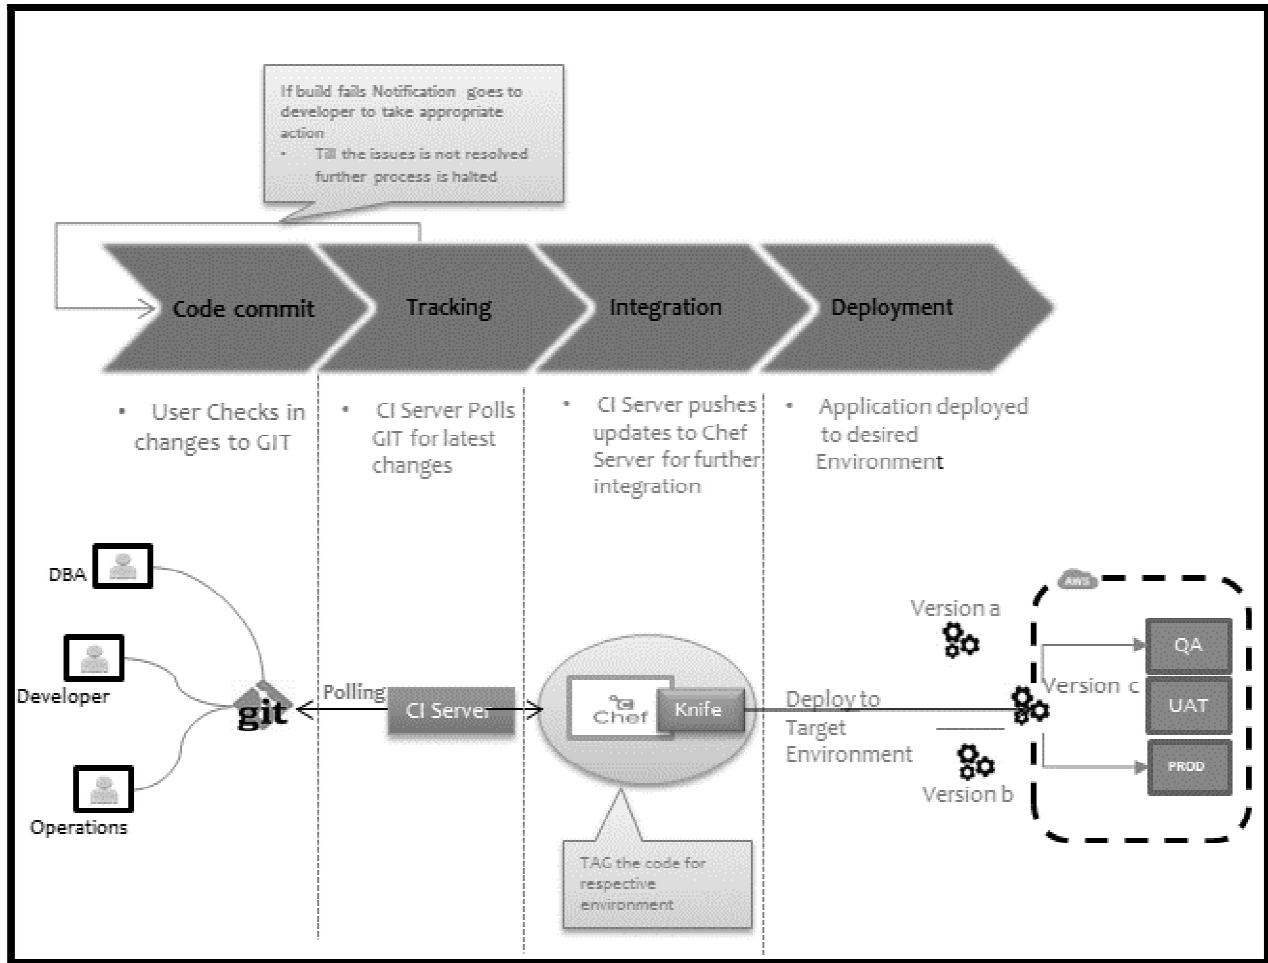 If build fails Notification goes to
developer to take appropriate
action
• Till the issues is not resolved
further process is halted
Code commit
Tracking
Integration
Deployment
• User Checks in
changes to GIT
• CI Server Polls
GIT for latest
changes
• CI Server pushes
updates to Chef
Server for further
integration
• Application deployed
to desired
Environment
DBA
Developer
Operations
git
Polling
CI Server
Chef
Knife
Deploy to
Target
Environment
Version a
Version b
Version c
AWS
QA
UAT
PROD
TAG the code for
respective
environment